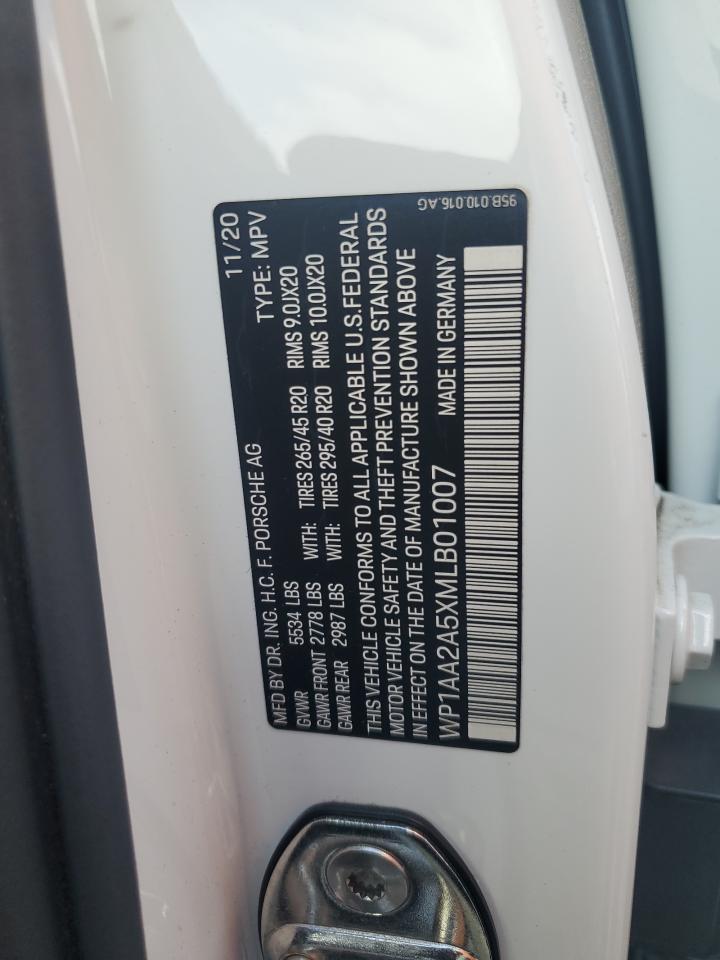 MFD BY DR. ING. H.C. F. PORSCHE AG 11/20
GVWR 5534 LBS TYPE: MPV
GAWR FRONT 2778 LBS WITH: TIRES 265/45 R20 RIMS 9.0JX20
GAWR REAR 2987 LBS WITH: TIRES 295/40 R20 RIMS 10.0JX20
THIS VEHICLE CONFORMS TO ALL APPLICABLE U.S.FEDERAL
MOTOR VEHICLE SAFETY AND THEFT PREVENTION STANDARDS
IN EFFECT ON THE DATE OF MANUFACTURE SHOWN ABOVE
WP1AA2A5XMLB01007 MADE IN GERMANY
95B.010.016.AG